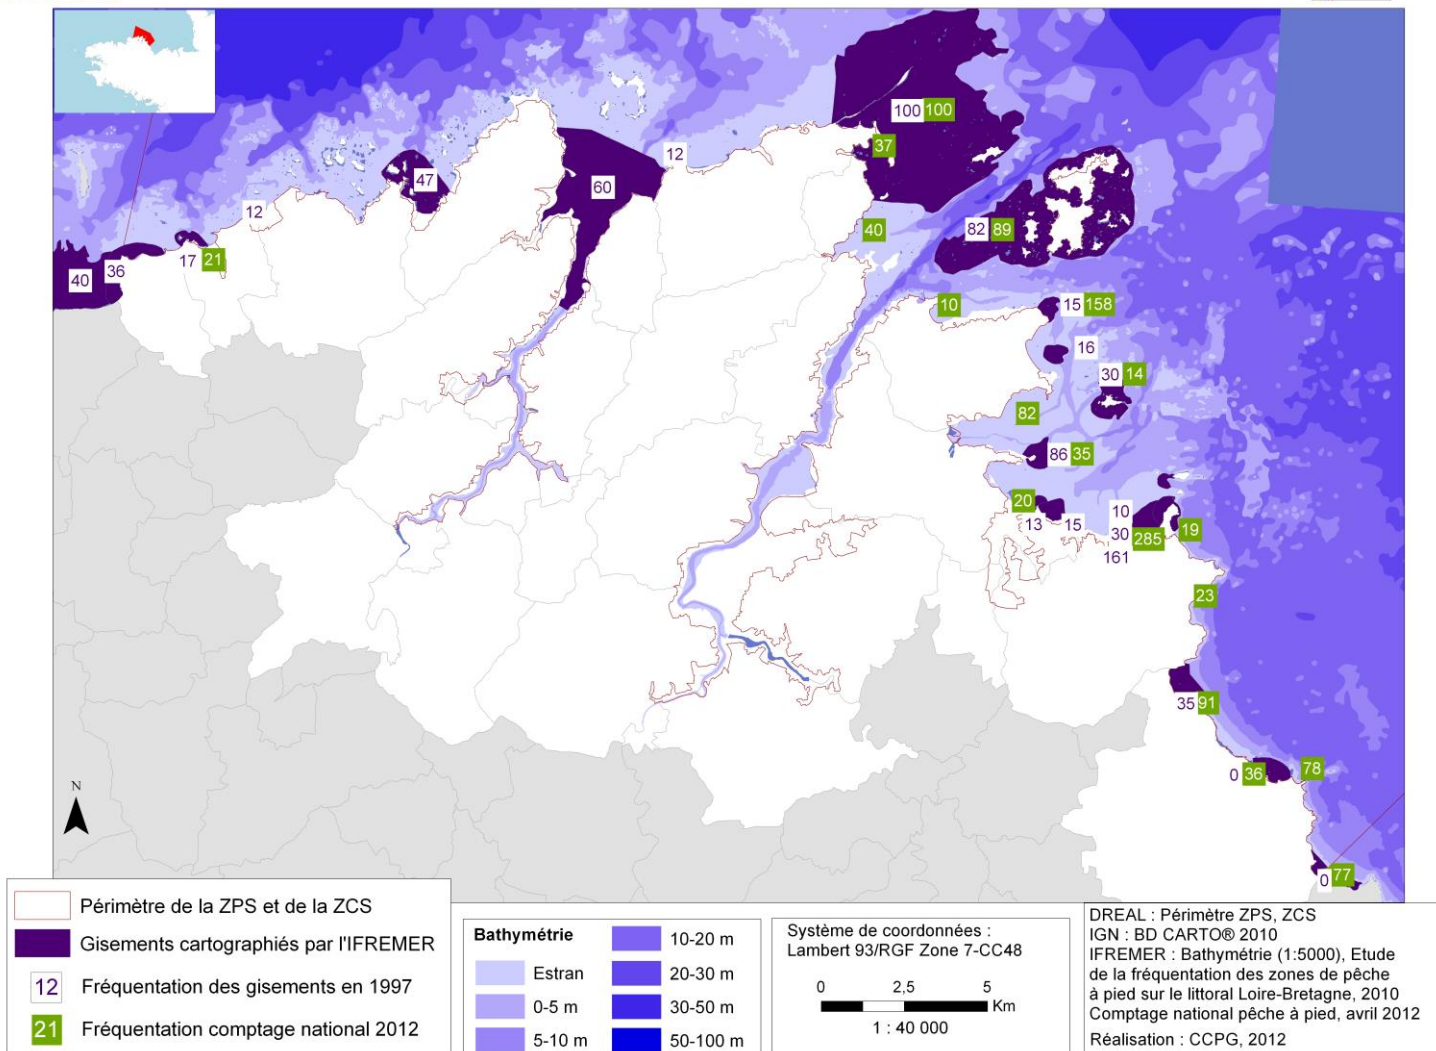 100 100
37
12
47
60
12
40
82 89
17 21
36
40
10
15 158
16
30 14
82
86 35
20
13 15
10
30
285
19
161
23
35 91
0 36
78
0 77
N
Périmètre de la ZPS et de la ZCS
Gisements cartographiés par l'IFREMER
12 Fréquentation des gisements en 1997
21 Fréquentation comptage national 2012
Bathymétrie
Estran
0-5 m
5-10 m
10-20 m
20-30 m
30-50 m
50-100 m
Système de coordonnées :
Lambert 93/RGF Zone 7-CC48
0 2,5 5
Km
1 : 40 000
DREAL : Périmètre ZPS, ZCS
IGN : BD CARTO® 2010
IFREMER : Bathymétrie (1:5000), Etude
de la fréquentation des zones de pêche
à pied sur le littoral Loire-Bretagne, 2010
Comptage national pêche à pied, avril 2012
Réalisation : CCPG, 2012